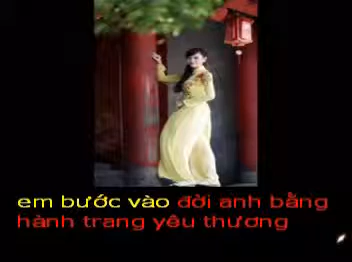 em bước vào đời anh bằng
hành trang yêu thương